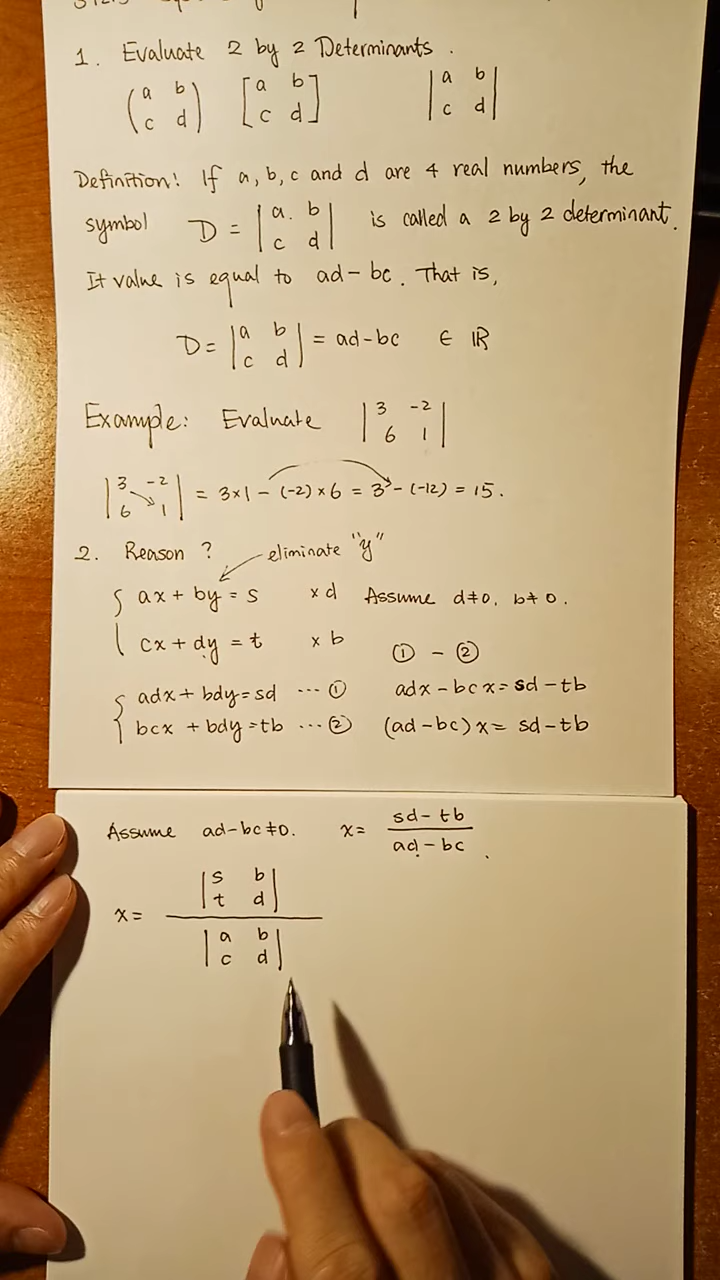 1. Evaluate 2 by 2 Determinants.
(a b c d) [a b c d] |a b c d|
Definition! If a, b, c and d are 4 real numbers, the
symbol D = |a b c d| is called a 2 by 2 determinant.
It value is equal to ad-bc. That is,
D = |a b c d| = ad-bc ∈ ℝ
Example: Evaluate |3 -2 6 1|
|3 -2 6 1| = 3×1 - (-2)×6 = 3 - (-12) = 15.
2. Reason? eliminate "y"
{ ax + by = s ×d Assume d≠0, b≠0.
cx + dy = t ×b
① - ②
{ adx + bdy = sd ... ① adx - bcx = sd - tb
bcx + bdy = tb ... ② (ad-bc)x = sd-tb
Assume ad-bc≠0. x = sd-tb / ad-bc.
x = |s b t d| / |a b c d|